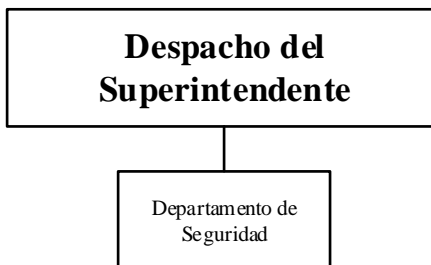 Despacho del
Superintendente
Departamento de
Seguridad